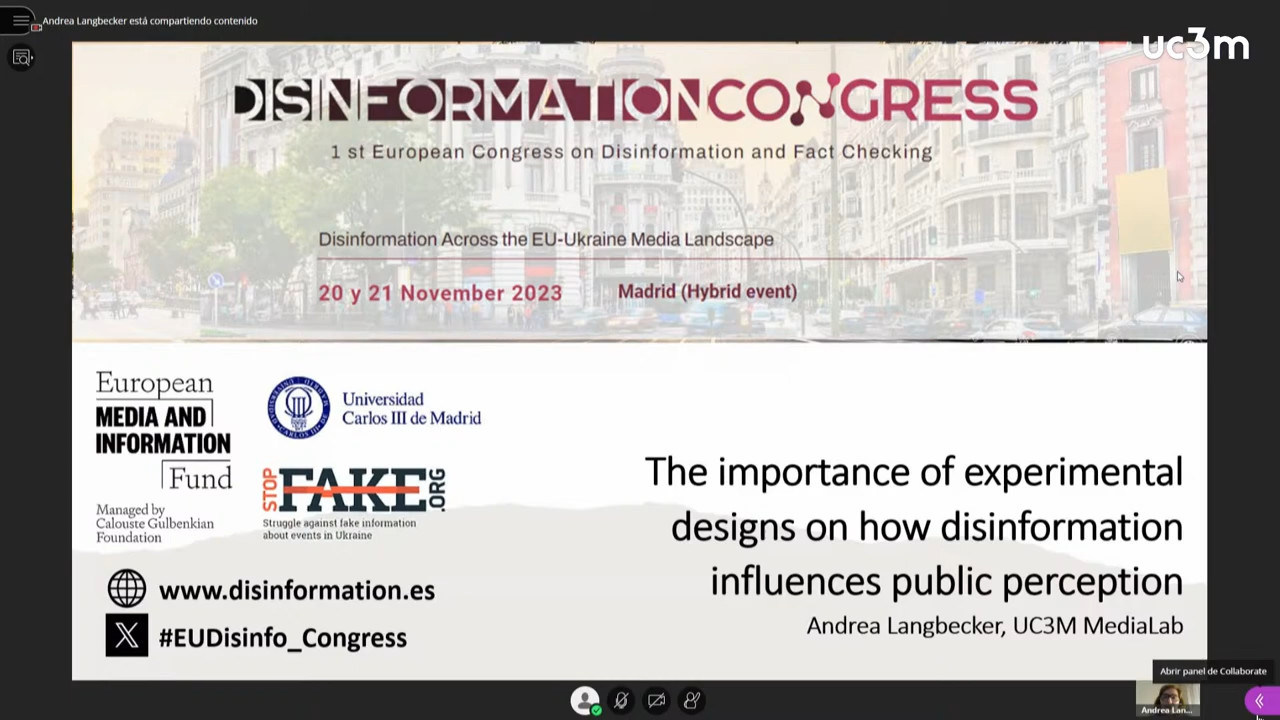 Andrea Langbecker está compartiendo contenido
uc3m
DISINFORMATIONCONGRESS
1 st European Congress on Disinformation and Fact Checking
Disinformation Across the EU-Ukraine Media Landscape
20 y 21 November 2023
Madrid (Hybrid event)
European
MEDIA AND
INFORMATION
Fund
Managed by
Calouste Gulbenkian
Foundation
Universidad
Carlos III de Madrid
STOP
FAKE
.ORG
Struggle against fake information
about events in Ukraine
www.disinformation.es
#EUDisinfo_Congress
The importance of experimental
designs on how disinformation
influences public perception
Andrea Langbecker, UC3M MediaLab
Abrir panel de Collaborate
Andrea Lan...